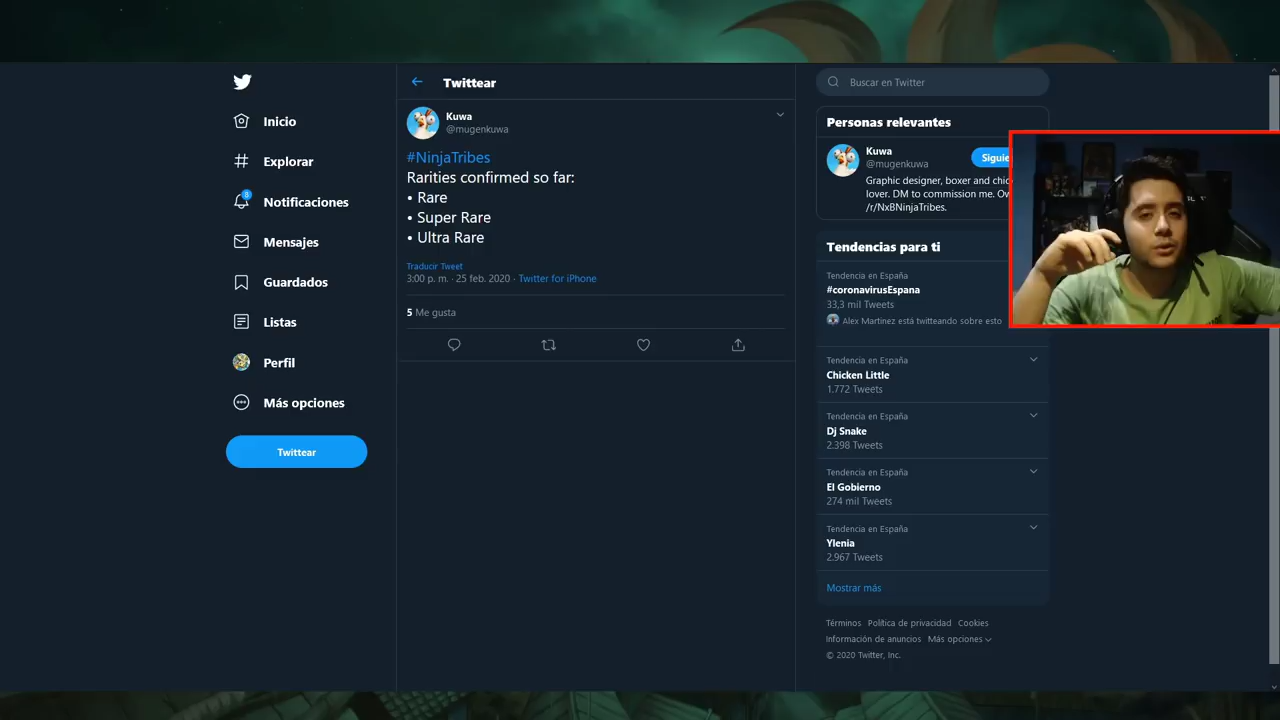 Inicio
Explorar
8
Notificaciones
Mensajes
Guardados
Listas
Perfil
Más opciones
Twittear
Twittear
Kuwa
@mugenkuwa
#NinjaTribes
Rarities confirmed so far:
• Rare
• Super Rare
• Ultra Rare
Traducir Tweet
3:00 p. m. · 25 feb. 2020 · Twitter for iPhone
5 Me gusta
Buscar en Twitter
Personas relevantes
Kuwa
@mugenkuwa
Siguie
Graphic designer, boxer and chic
lover. DM to commission me. Ow
/r/NxBNinjaTribes.
Tendencias para ti
Tendencia en España
#coronavirusEspana
33,3 mil Tweets
Alex Martinez está twitteando sobre esto
Tendencia en España
Chicken Little
1.772 Tweets
Tendencia en España
Dj Snake
2.398 Tweets
Tendencia en España
El Gobierno
274 mil Tweets
Tendencia en España
Ylenia
2.967 Tweets
Mostrar más
Términos Política de privacidad Cookies
Información de anuncios Más opciones
© 2020 Twitter, Inc.